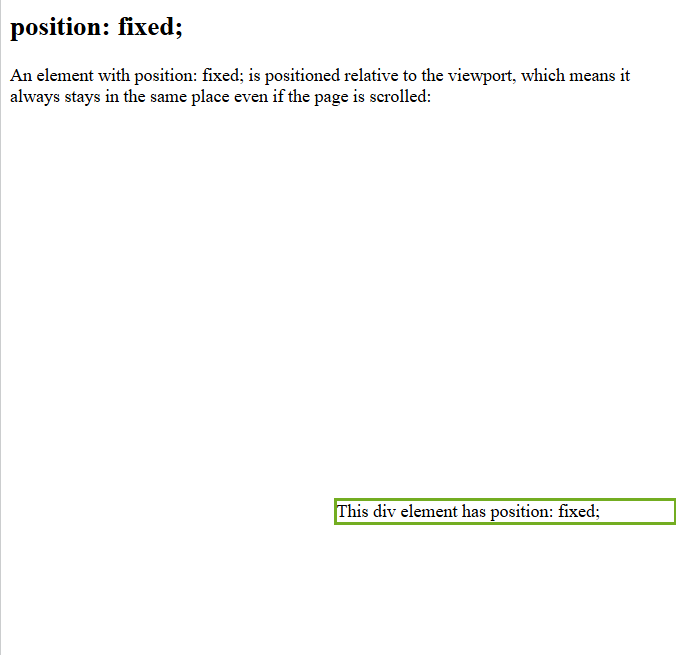 position: fixed;
An element with position: fixed; is positioned relative to the viewport, which means it
always stays in the same place even if the page is scrolled:
This div element has position: fixed;